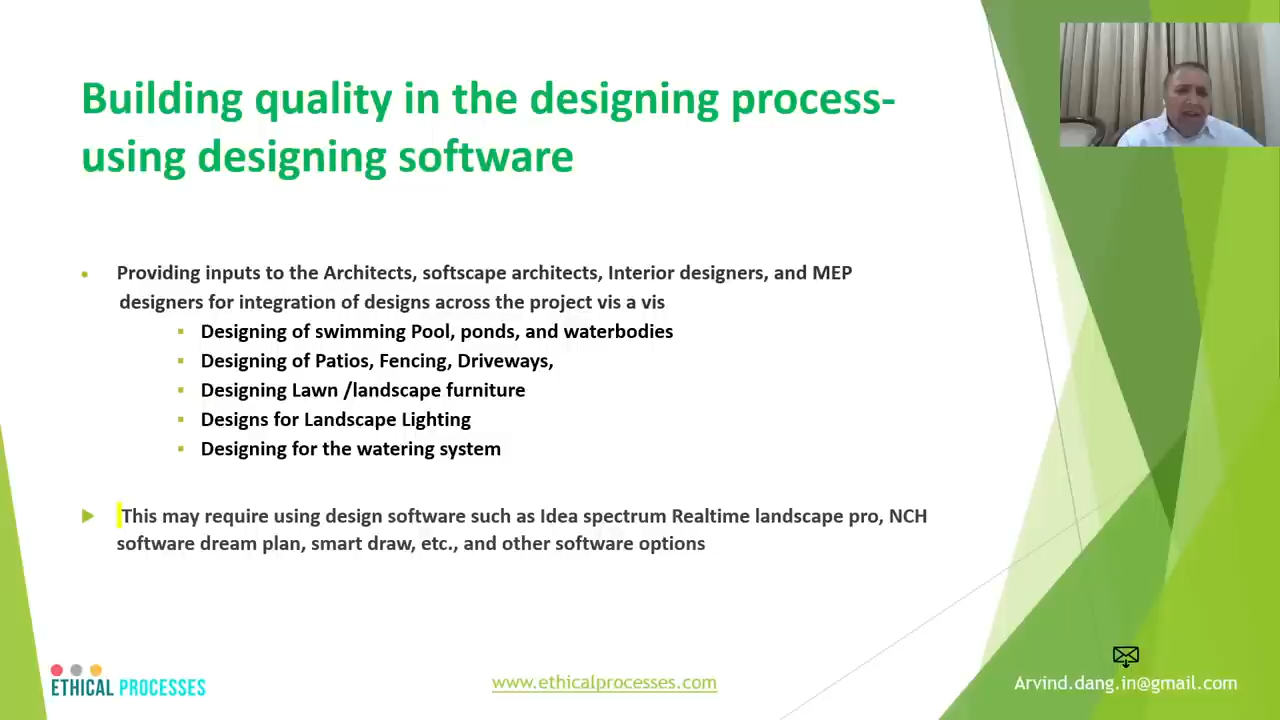 Building quality in the designing process-
using designing software
Providing inputs to the Architects, softscape architects, Interior designers, and MEP
designers for integration of designs across the project vis a vis
Designing of swimming Pool, ponds, and waterbodies
Designing of Patios, Fencing, Driveways,
Designing Lawn /landscape furniture
Designs for Landscape Lighting
Designing for the watering system
This may require using design software such as Idea spectrum Realtime landscape pro, NCH
software dream plan, smart draw, etc., and other software options
ETHICAL PROCESSES
www.ethicalprocesses.com
Arvind.dang.in@gmail.com